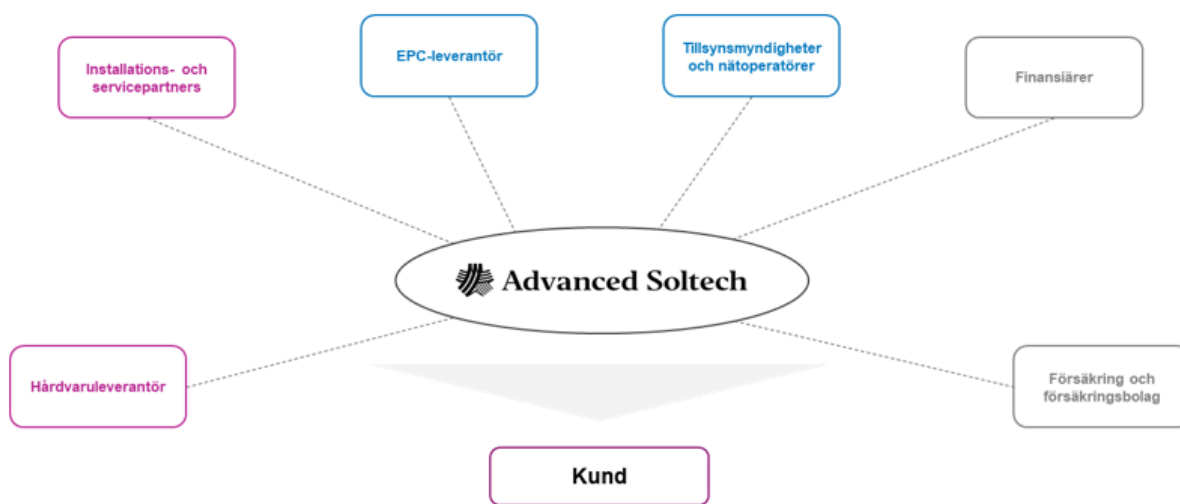 Installations- och
servicepartners
EPC-leverantör
Tillsynsmyndigheter
och nätoperatörer
Finansiärer
Advanced Soltech
Hårdvaruleverantör
Försäkring och
försäkringsbolag
Kund